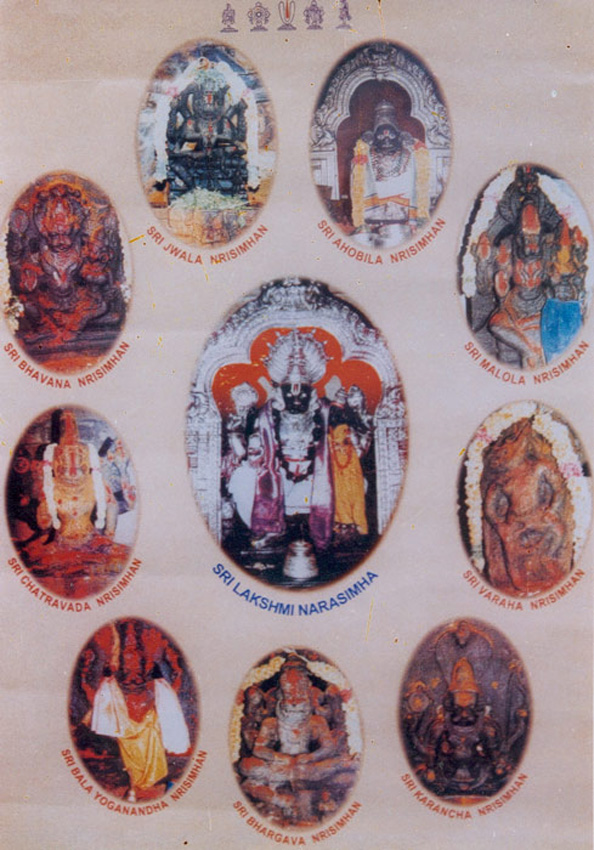 SRI JWALA NRISIMHAN
SRI AHOBILA NRISIMHAN
SRI BHAVANA NRISIMHAN
SRI MALOLA NRISIMHAN
SRI LAKSHMI NARASIMHA
SRI CHATRAVADA NRISIMHAN
SRI VARAHA NRISIMHAN
SRI BALA YOGANANDHA NRISIMHAN
SRI BHARGAVA NRISIMHAN
SRI KARANCHA NRISIMHAN